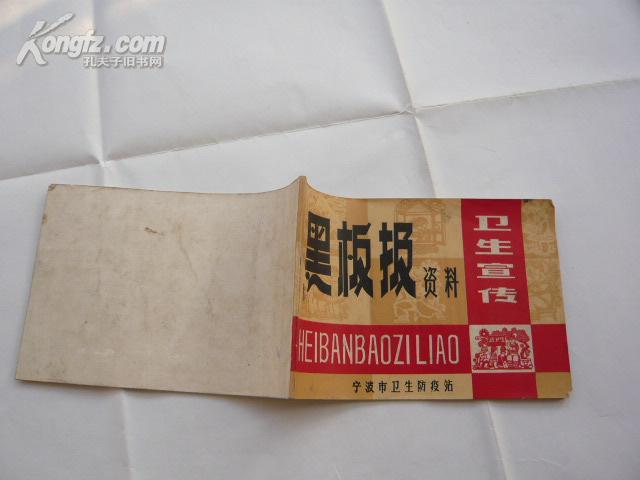 Kongfz.com
孔夫子旧书网
黑板报资料
卫生宣传
HEIBANBAOZILIAO
宁波市卫生防疫站